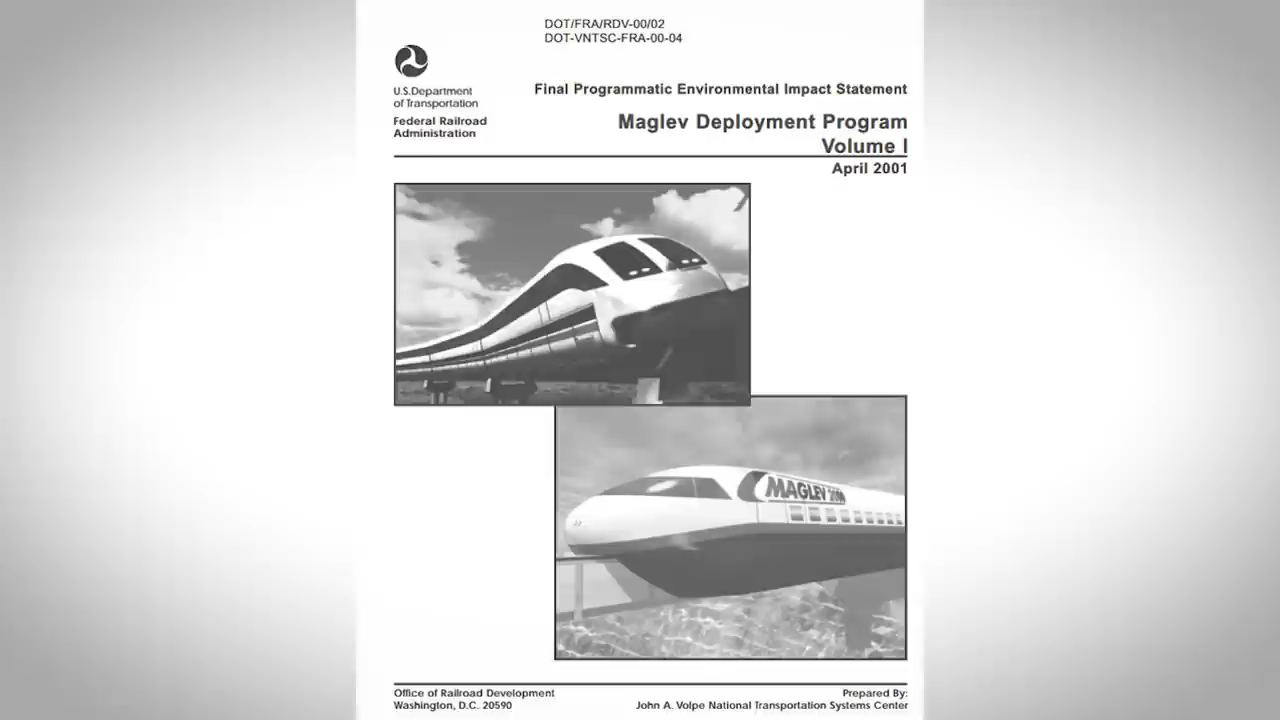 DOT/FRA/RDV-00/02
DOT-VNTSC-FRA-00-04
U.S.Department
of Transportation
Federal Railroad
Administration
Final Programmatic Environmental Impact Statement
Maglev Deployment Program
Volume I
April 2001
MAGLEV 2000
Office of Railroad Development
Washington, D.C. 20590
Prepared By:
John A. Volpe National Transportation Systems Center